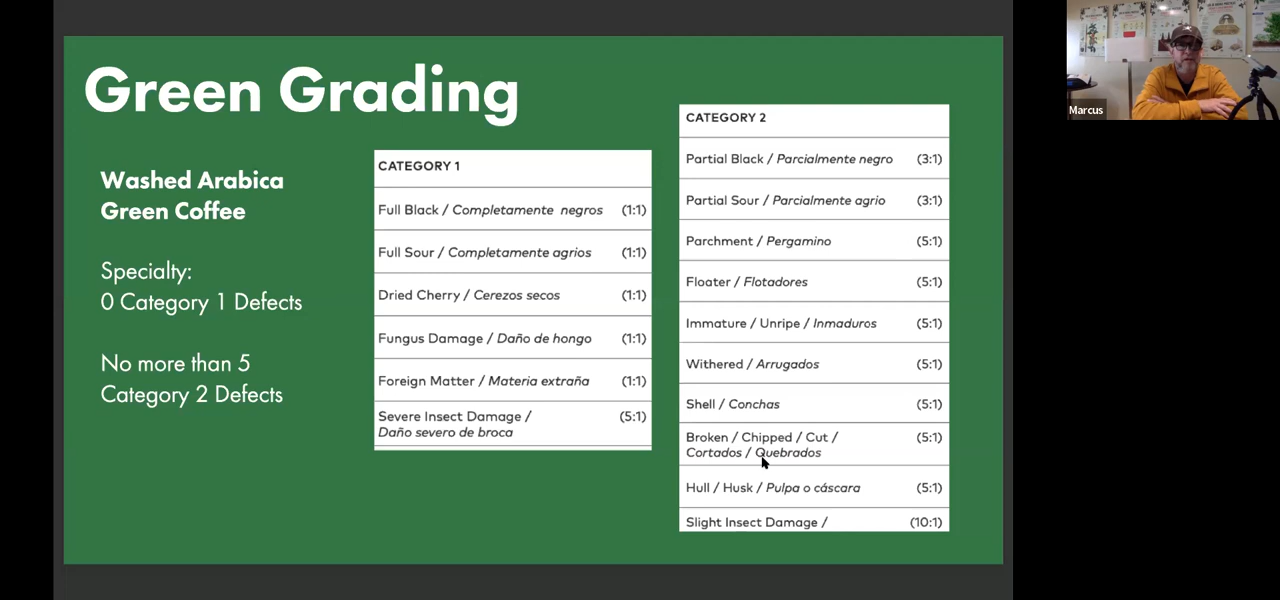 Green Grading
Washed Arabica
Green Coffee
Specialty:
0 Category 1 Defects
No more than 5
Category 2 Defects
CATEGORY 1
Full Black / Completamente negros (1:1)
Full Sour / Completamente agrios (1:1)
Dried Cherry / Cerezos secos (1:1)
Fungus Damage / Daño de hongo (1:1)
Foreign Matter / Materia extraña (1:1)
Severe Insect Damage / (5:1)
Daño severo de broca
CATEGORY 2
Partial Black / Parcialmente negro (3:1)
Partial Sour / Parcialmente agrio (3:1)
Parchment / Pergamino (5:1)
Floater / Flotadores (5:1)
Immature / Unripe / Inmaduros (5:1)
Withered / Arrugados (5:1)
Shell / Conchas (5:1)
Broken / Chipped / Cut / (5:1)
Cortados / Quebrados
Hull / Husk / Pulpa o cáscara (5:1)
Slight Insect Damage / (10:1)
Marcus